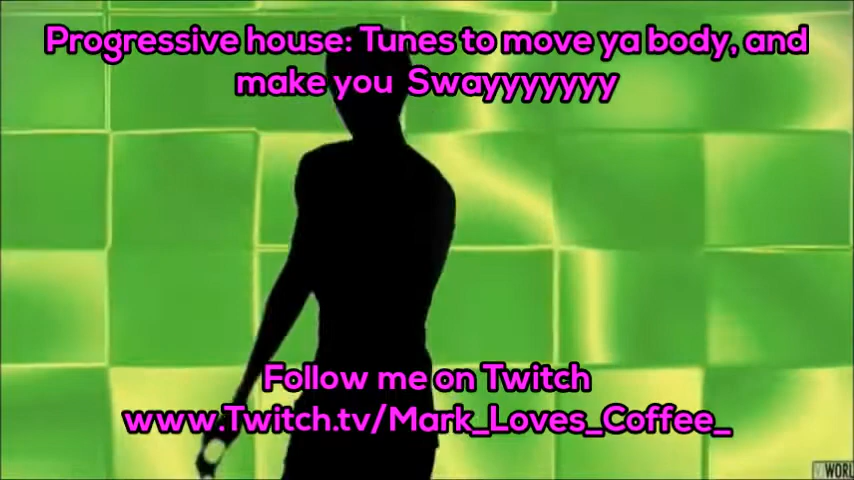 Progressive house: Tunes to move ya body, and
make you Swayyyyyyy
Follow me on Twitch
www.Twitch.tv/Mark_Loves_Coffee_